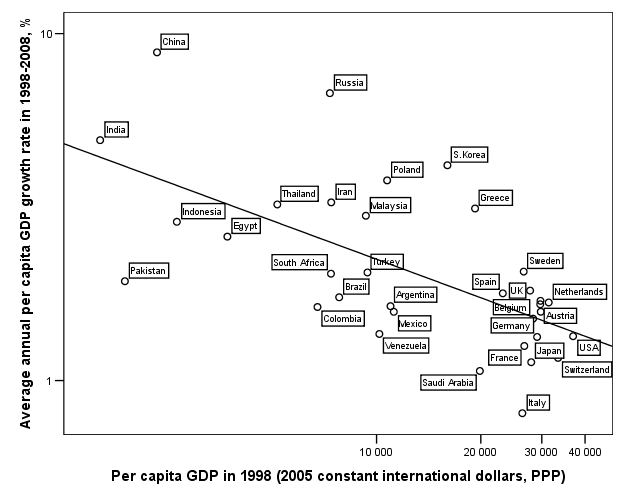 Average annual per capita GDP growth rate in 1998-2008, %
10
1
China
Russia
India
S.Korea
Poland
Thailand
Iran
Malaysia
Greece
Indonesia
Egypt
Pakistan
South Africa
Turkey
Sweden
Brazil
Spain
UK
Netherlands
Argentina
Belgium
Colombia
Mexico
Austria
Germany
Venezuela
USA
France
Japan
Switzerland
Saudi Arabia
Italy
10 000
20 000
30 000
40 000
Per capita GDP in 1998 (2005 constant international dollars, PPP)